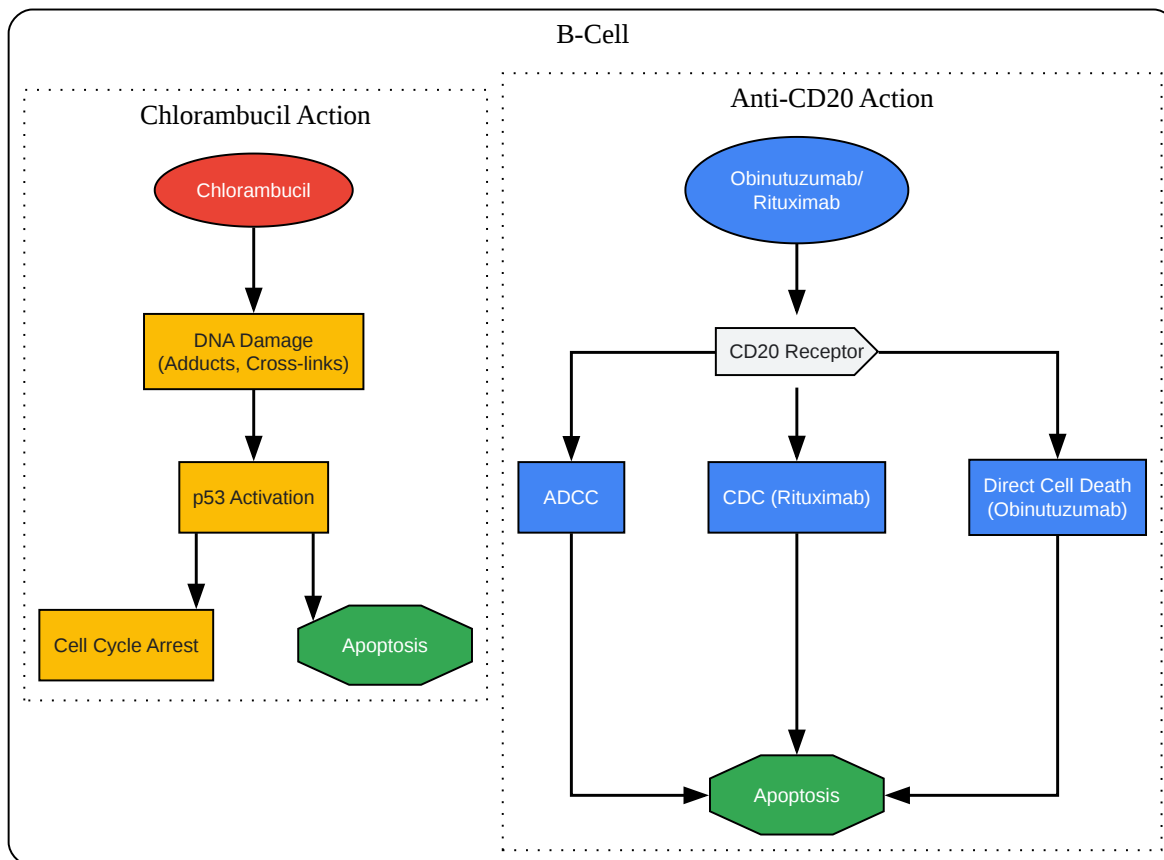 B-Cell
Chlorambucil Action
Chlorambucil
DNA Damage
(Adducts, Cross-links)
p53 Activation
Cell Cycle Arrest
Apoptosis
Anti-CD20 Action
Obinutuzumab/
Rituximab
CD20 Receptor
ADCC
CDC (Rituximab)
Direct Cell Death
(Obinutuzumab)
Apoptosis